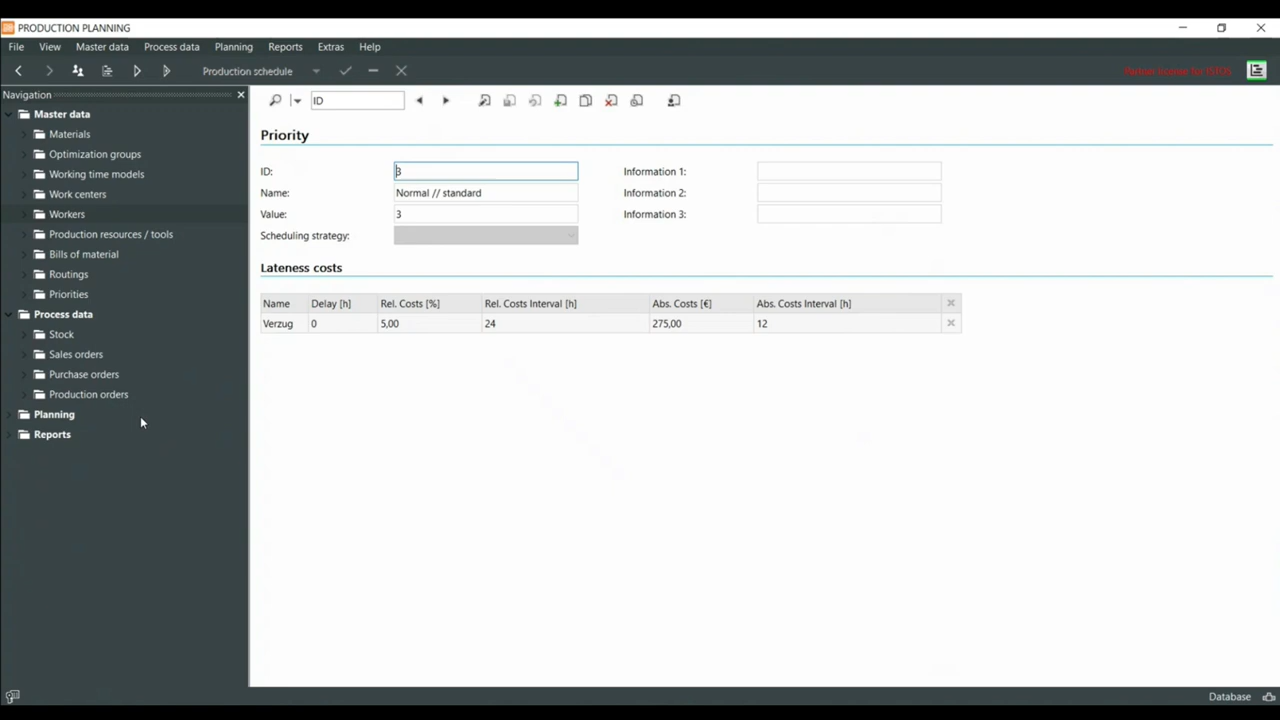 PRODUCTION PLANNING
File View Master data Process data Planning Reports Extras Help
Production schedule
Partner license for ISTOS
Navigation
Master data
Materials
Optimization groups
Working time models
Work centers
Workers
Production resources / tools
Bills of material
Routings
Priorities
Process data
Stock
Sales orders
Purchase orders
Production orders
Planning
Reports
ID
Priority
ID: 3 Information 1:
Name: Normal // standard Information 2:
Value: 3 Information 3:
Scheduling strategy:
Lateness costs
Name Delay [h] Rel. Costs [%] Rel. Costs Interval [h] Abs. Costs [€] Abs. Costs Interval [h]
Verzug 0 5,00 24 275,00 12
Database